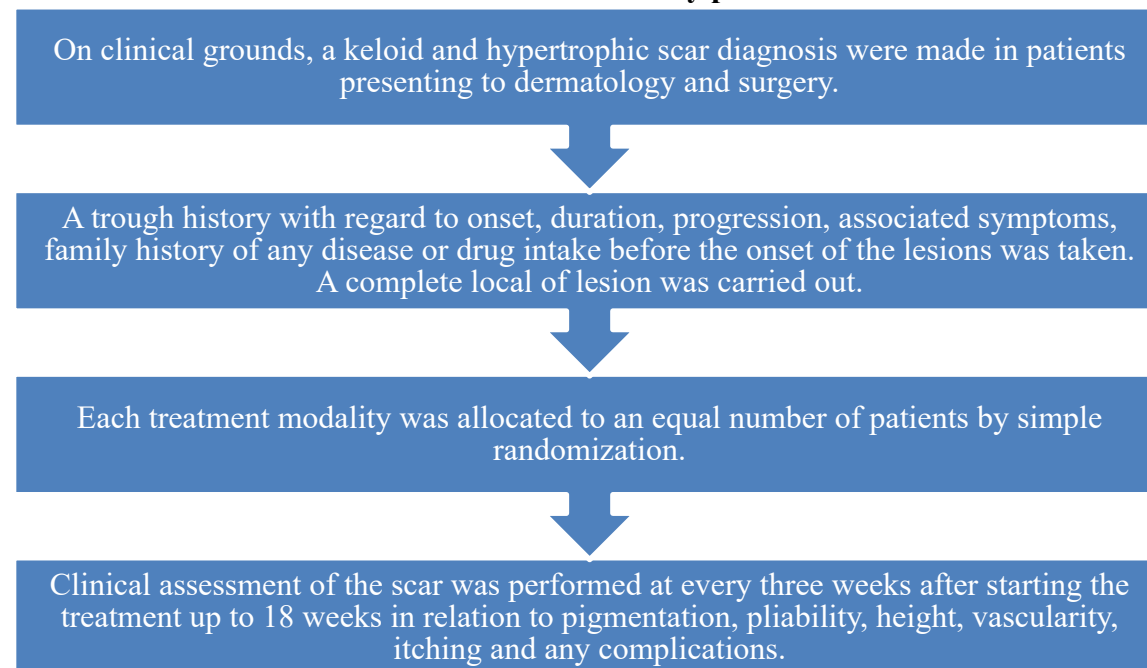 On clinical grounds, a keloid and hypertrophic scar diagnosis were made in patients
presenting to dermatology and surgery.
A trough history with regard to onset, duration, progression, associated symptoms,
family history of any disease or drug intake before the onset of the lesions was taken.
A complete local of lesion was carried out.
Each treatment modality was allocated to an equal number of patients by simple
randomization.
Clinical assessment of the scar was performed at every three weeks after starting the
treatment up to 18 weeks in relation to pigmentation, pliability, height, vascularity,
itching and any complications.